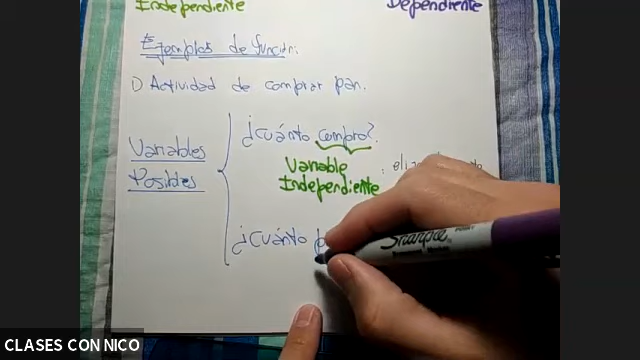 Independiente
Dependiente
Ejemplos de función:
1) Actividad de comprar pan.
Variables
Posibles
¿Cuánto compro?
Variable
Independiente
¿Cuánto
Sharpie
CLASES CON NICO